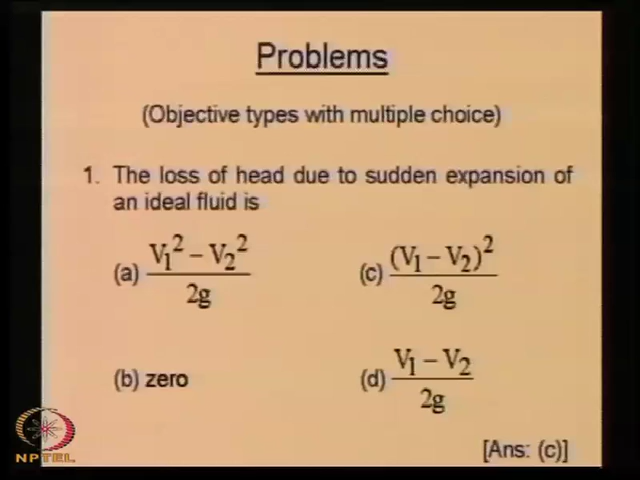 Problems
(Objective types with multiple choice)
1. The loss of head due to sudden expansion of
an ideal fluid is
(a) V₁² – V₂² / 2g
(c) (V₁ – V₂)² / 2g
(b) zero
(d) V₁ – V₂ / 2g
[Ans: (c)]
NPTEL